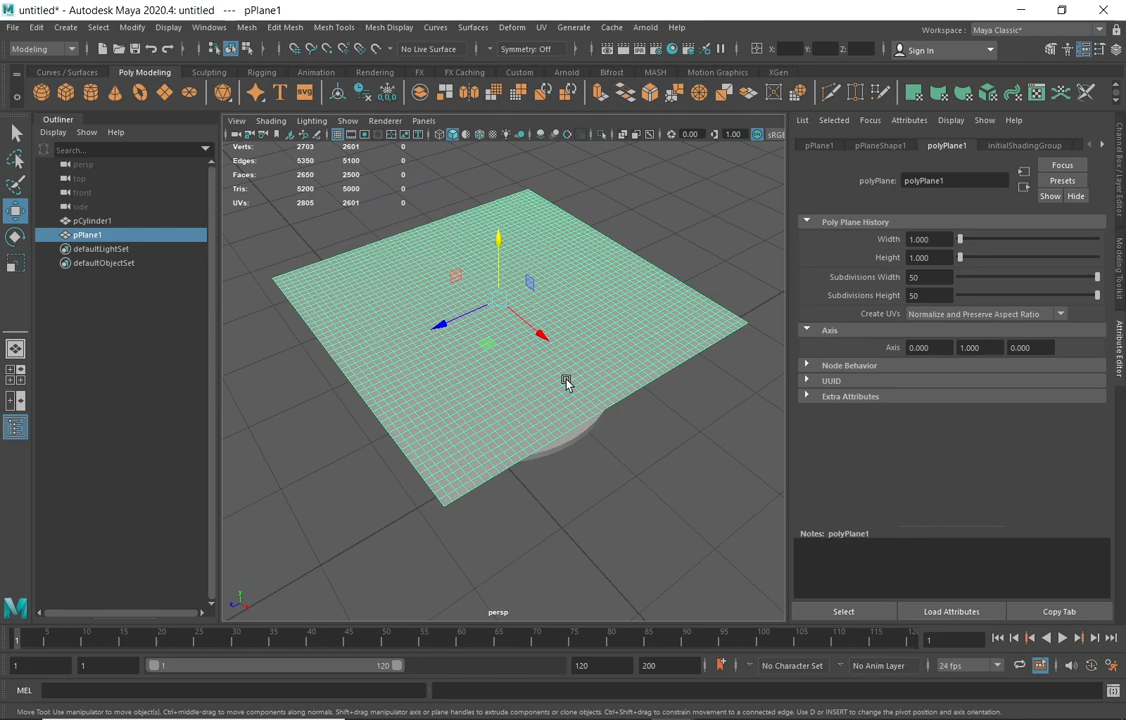 untitled* - Autodesk Maya 2020.4: untitled --- pPlane1
File Edit Create Select Modify Display Windows Mesh Edit Mesh Mesh Tools Mesh Display Curves Surfaces Deform UV Generate Cache Arnold Help Workspace : Maya Classic*
Modeling No Live Surface Symmetry: Off X: Y: Z: Sign In
Curves / Surfaces Poly Modeling Sculpting Rigging Animation Rendering FX FX Caching Custom Arnold Bifrost MASH Motion Graphics XGen
Outliner
Display Show Help
Search...
persp
top
front
side
pCylinder1
pPlane1
defaultLightSet
defaultObjectSet
View Shading Lighting Show Renderer Panels
0.00 1.00 sRGB
Verts: 2703 2601 0
Edges: 5350 5100 0
Faces: 2650 2500 0
Tris: 5200 5000 0
UVs: 2805 2601 0
y
z x
persp
List Selected Focus Attributes Display Show Help
pPlane1 pPlaneShape1 polyPlane1 initialShadingGroup
Focus
polyPlane: polyPlane1 Presets
Show Hide
Poly Plane History
Width 1.000
Height 1.000
Subdivisions Width 50
Subdivisions Height 50
Create UVs Normalize and Preserve Aspect Ratio
Axis
Axis 0.000 1.000 0.000
Node Behavior
UUID
Extra Attributes
Notes: polyPlane1
Select Load Attributes Copy Tab
Channel Box / Layer Editor
Modeling Toolkit
Attribute Editor
1 5 10 15 20 25 30 35 40 45 50 55 60 65 70 75 80 85 90 95 100 105 110 115 1
1 1 1 120 120 200 No Character Set No Anim Layer 24 fps
MEL
Move Tool: Use manipulator to move object(s). Ctrl+middle-drag to move components along normals. Shift+drag manipulator axis or plane handles to extrude components or clone objects. Ctrl+Shift+drag to constrain movement to a connected edge. Use D or INSERT to change the pivot position and axis orientation.